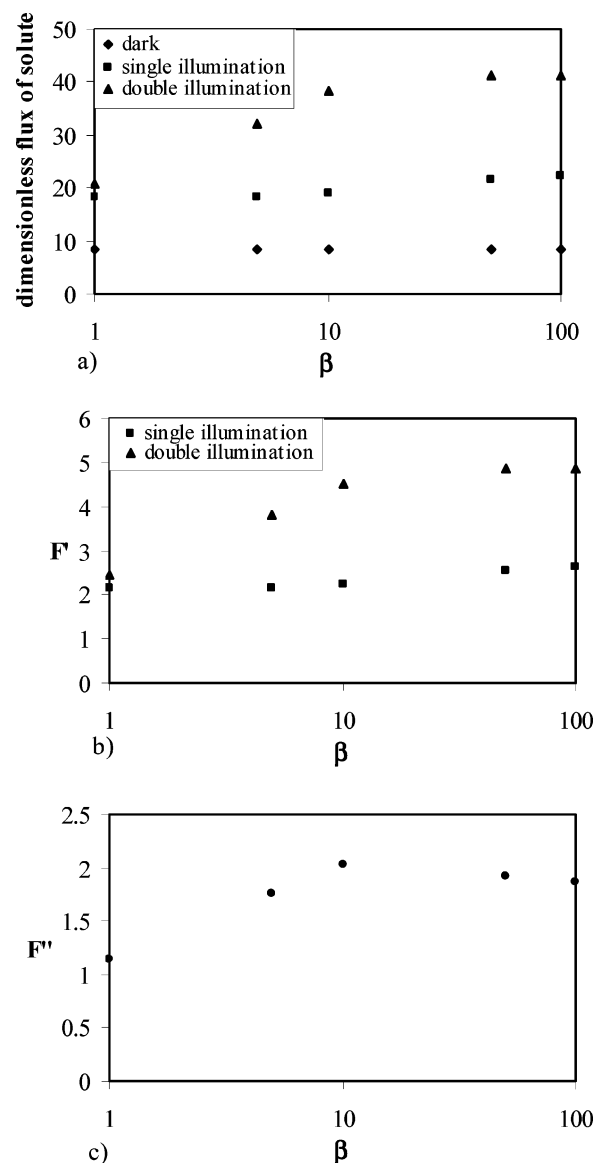 50
40
30
20
10
0
dimensionless flux of solute
dark
single illumination
double illumination
1
10
100
a)
β
6
5
4
3
2
1
0
F'
single illumination
double illumination
1
10
100
b)
β
2.5
2
1.5
1
0.5
0
F"
1
10
100
c)
β